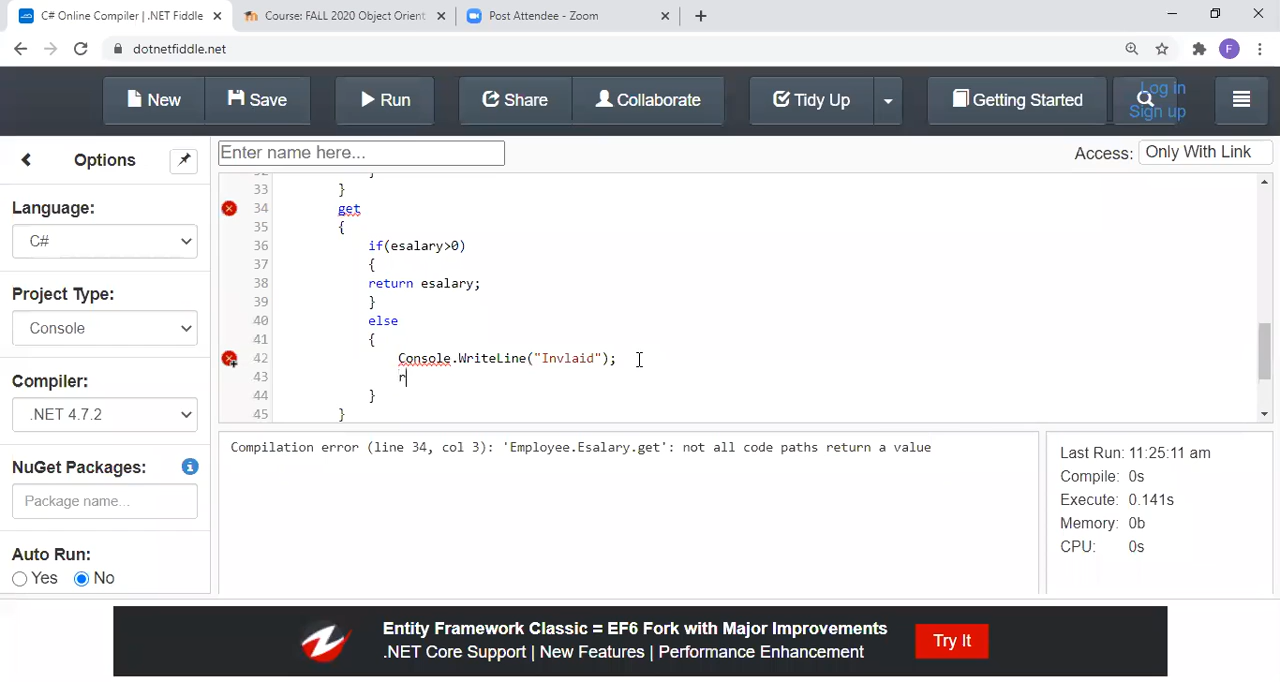 C# Online Compiler | .NET Fiddle
Course: FALL 2020 Object Orient
Post Attendee - Zoom
dotnetfiddle.net
F
New
Save
Run
Share
Collaborate
Tidy Up
Getting Started
Log in
Sign up
Options
Enter name here...
Access:
Only With Link
Language:
C#
Project Type:
Console
Compiler:
.NET 4.7.2
NuGet Packages:
Package name...
Auto Run:
Yes
No
33 }
34 get
35 {
36 if(esalary>0)
37 {
38 return esalary;
39 }
40 else
41 {
42 Console.WriteLine("Invlaid");
43 r
44 }
45 }
Compilation error (line 34, col 3): 'Employee.Esalary.get': not all code paths return a value
Last Run: 11:25:11 am
Compile: 0s
Execute: 0.141s
Memory: 0b
CPU: 0s
Entity Framework Classic = EF6 Fork with Major Improvements
.NET Core Support | New Features | Performance Enhancement
Try It